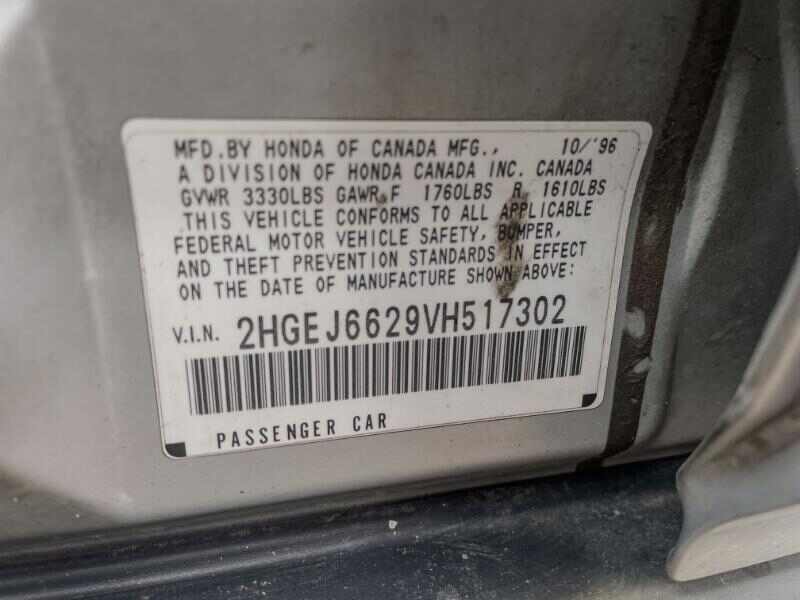 MFD.BY HONDA OF CANADA MFG., 10/'96
A DIVISION OF HONDA CANADA INC. CANADA
GVWR 3330LBS GAWR F 1760LBS R 1610LBS
THIS VEHICLE CONFORMS TO ALL APPLICABLE
FEDERAL MOTOR VEHICLE SAFETY, BUMPER,
AND THEFT PREVENTION STANDARDS IN EFFECT
ON THE DATE OF MANUFACTURE SHOWN ABOVE:
V.I.N. 2HGEJ6629VH517302
PASSENGER CAR